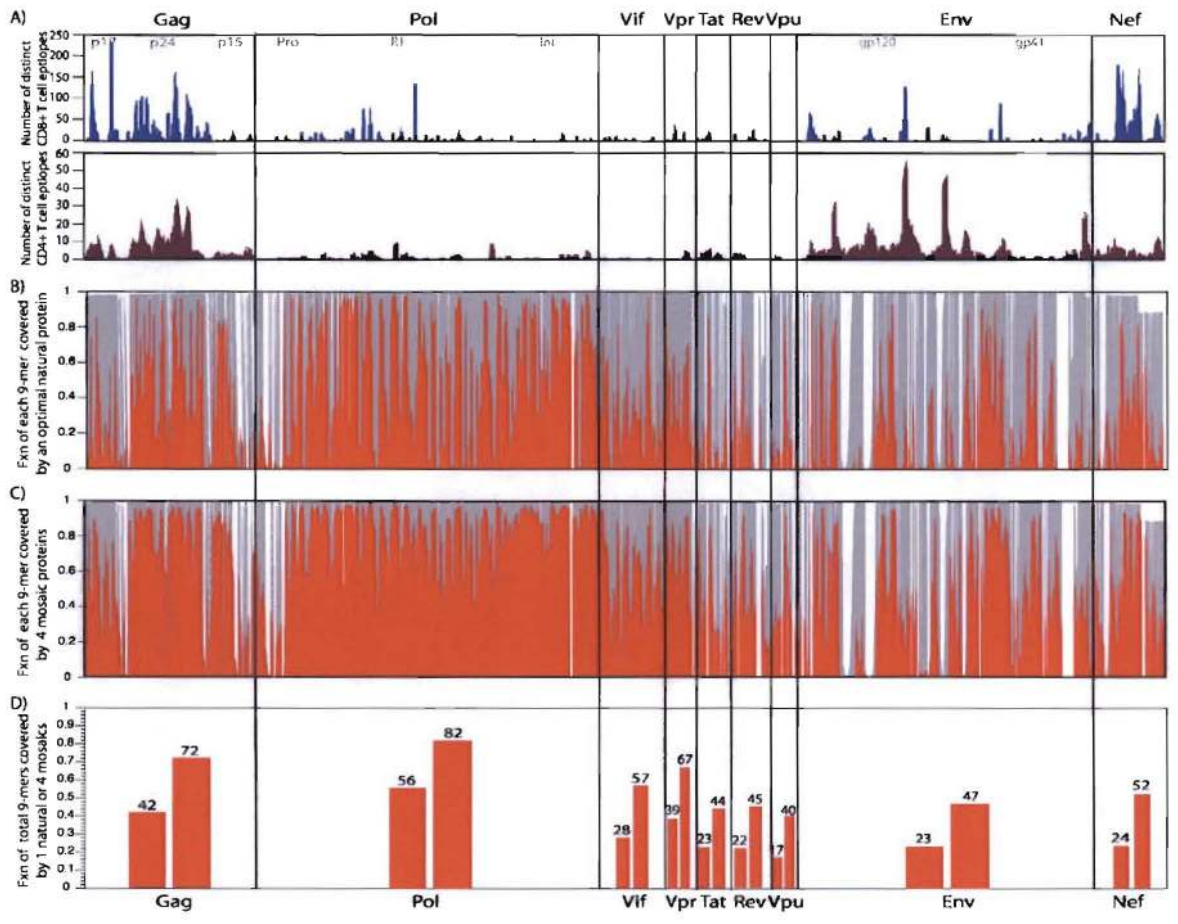 A)
Gag Pol Vif Vpr Tat Rev Vpu Env Nef
p17 p24 p15 Pro RT Int gp120 gp41
Number of distinct
CD8+ T cell eptiopes
250
200
150
100
50
0
Number of distinct
CD4+ T cell eptiopes
60
50
40
30
20
10
0
B)
Fxn of each 9-mer covered
by an optimal natural protein
1
0.8
0.6
0.4
0.2
0
C)
Fxn of each 9-mer covered
by 4 mosaic proteins
1
0.8
0.6
0.4
0.2
0
D)
Fxn of total 9-mers covered
by 1 natural or 4 mosaics
1
0.9
0.8
0.7
0.6
0.5
0.4
0.3
0.2
0.1
0
42 72 56 82 28 57 39 67 23 44 22 45 17 40 23 47 24 52
Gag Pol Vif Vpr Tat Rev Vpu Env Nef